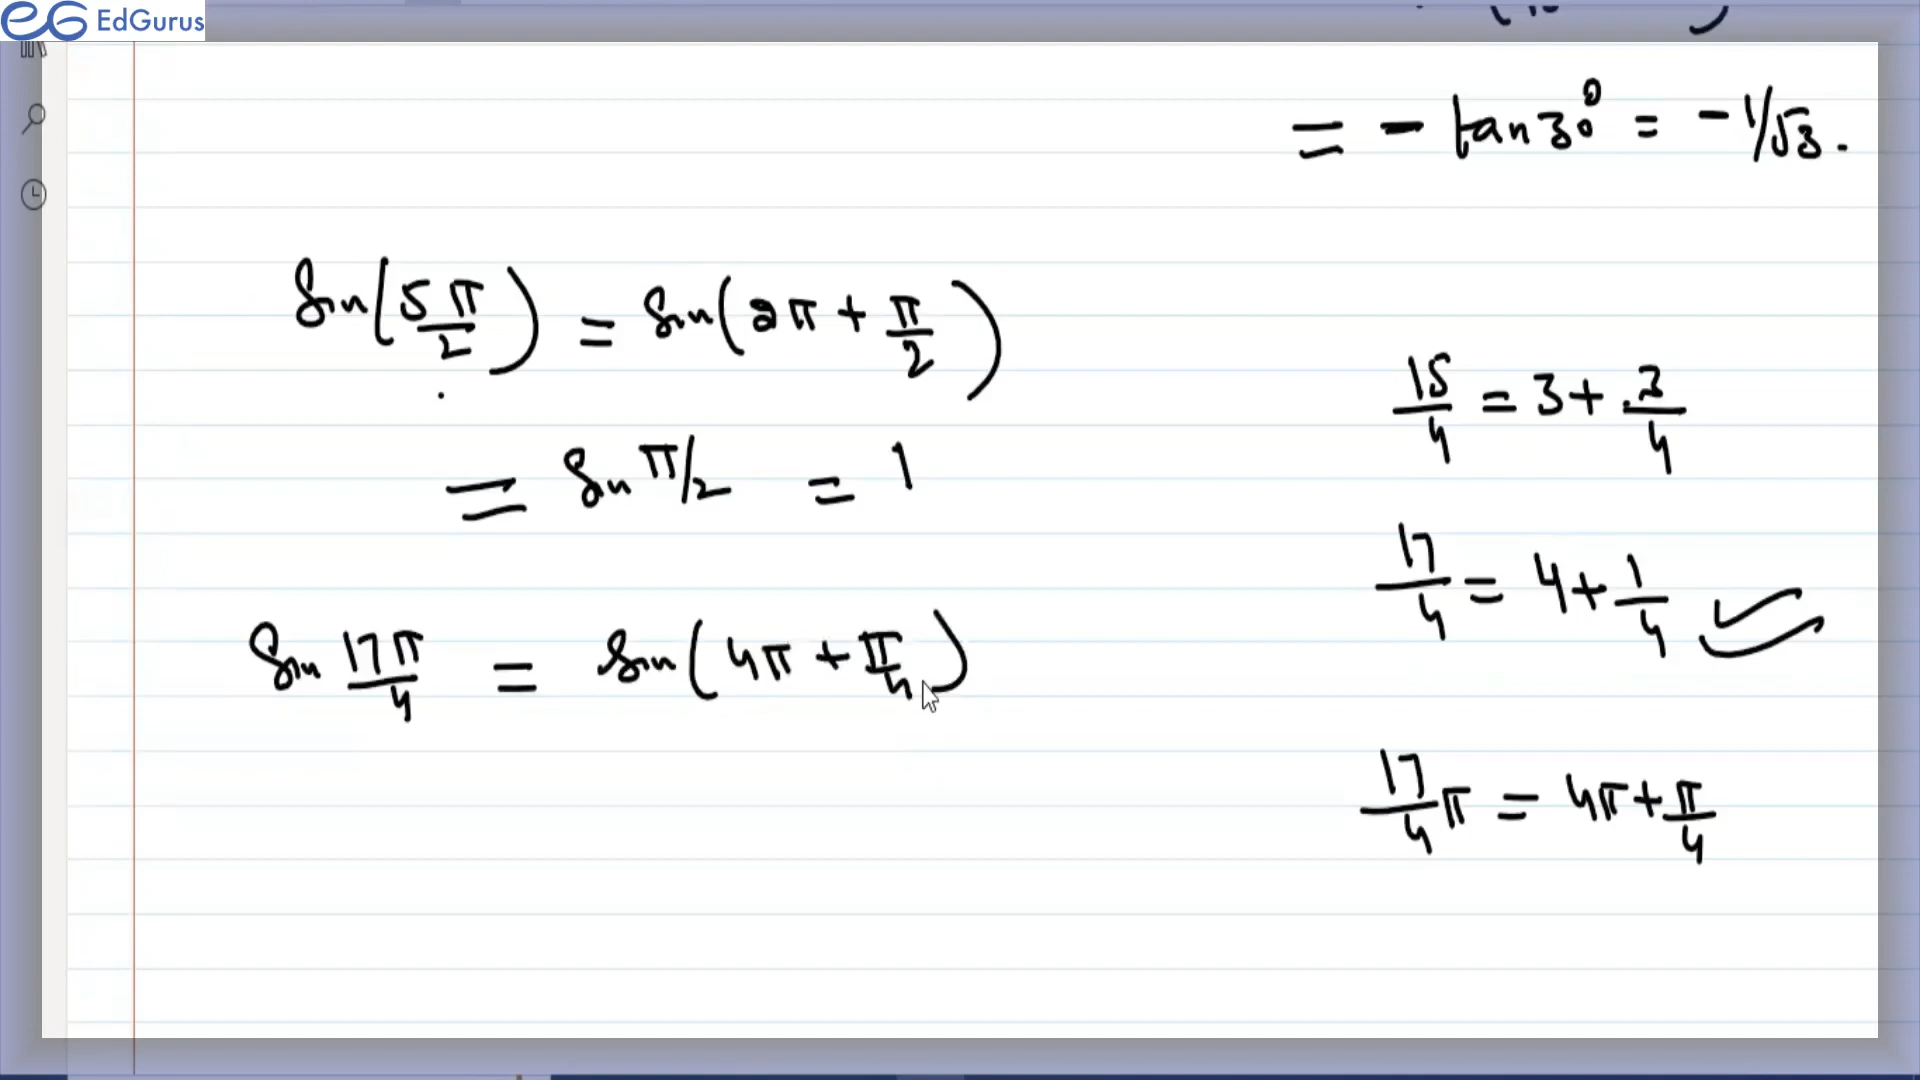 EdGurus
= - tan 30° = - 1/√3.
sin(5π/2) = sin(2π + π/2)
15/4 = 3 + 3/4
= sin π/2 = 1
17/4 = 4 + 1/4
sin 17π/4 = sin(4π + π/4)
17/4 π = 4π + π/4